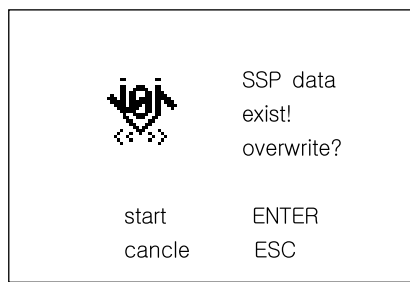 SSP data
exist!
overwrite?
start ENTER
cancle ESC